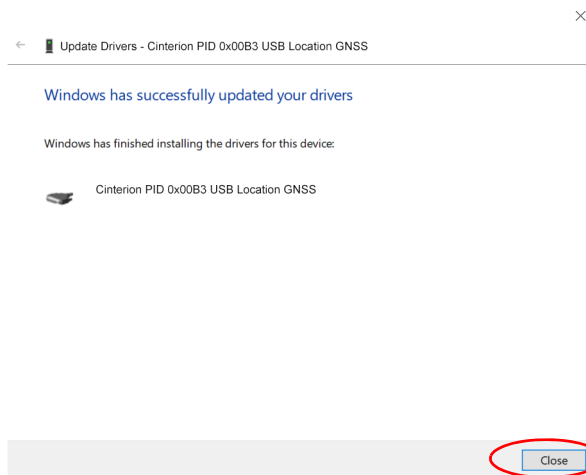 Update Drivers - Cinterion PID 0x00B3 USB Location GNSS
Windows has successfully updated your drivers
Windows has finished installing the drivers for this device:
Cinterion PID 0x00B3 USB Location GNSS
Close